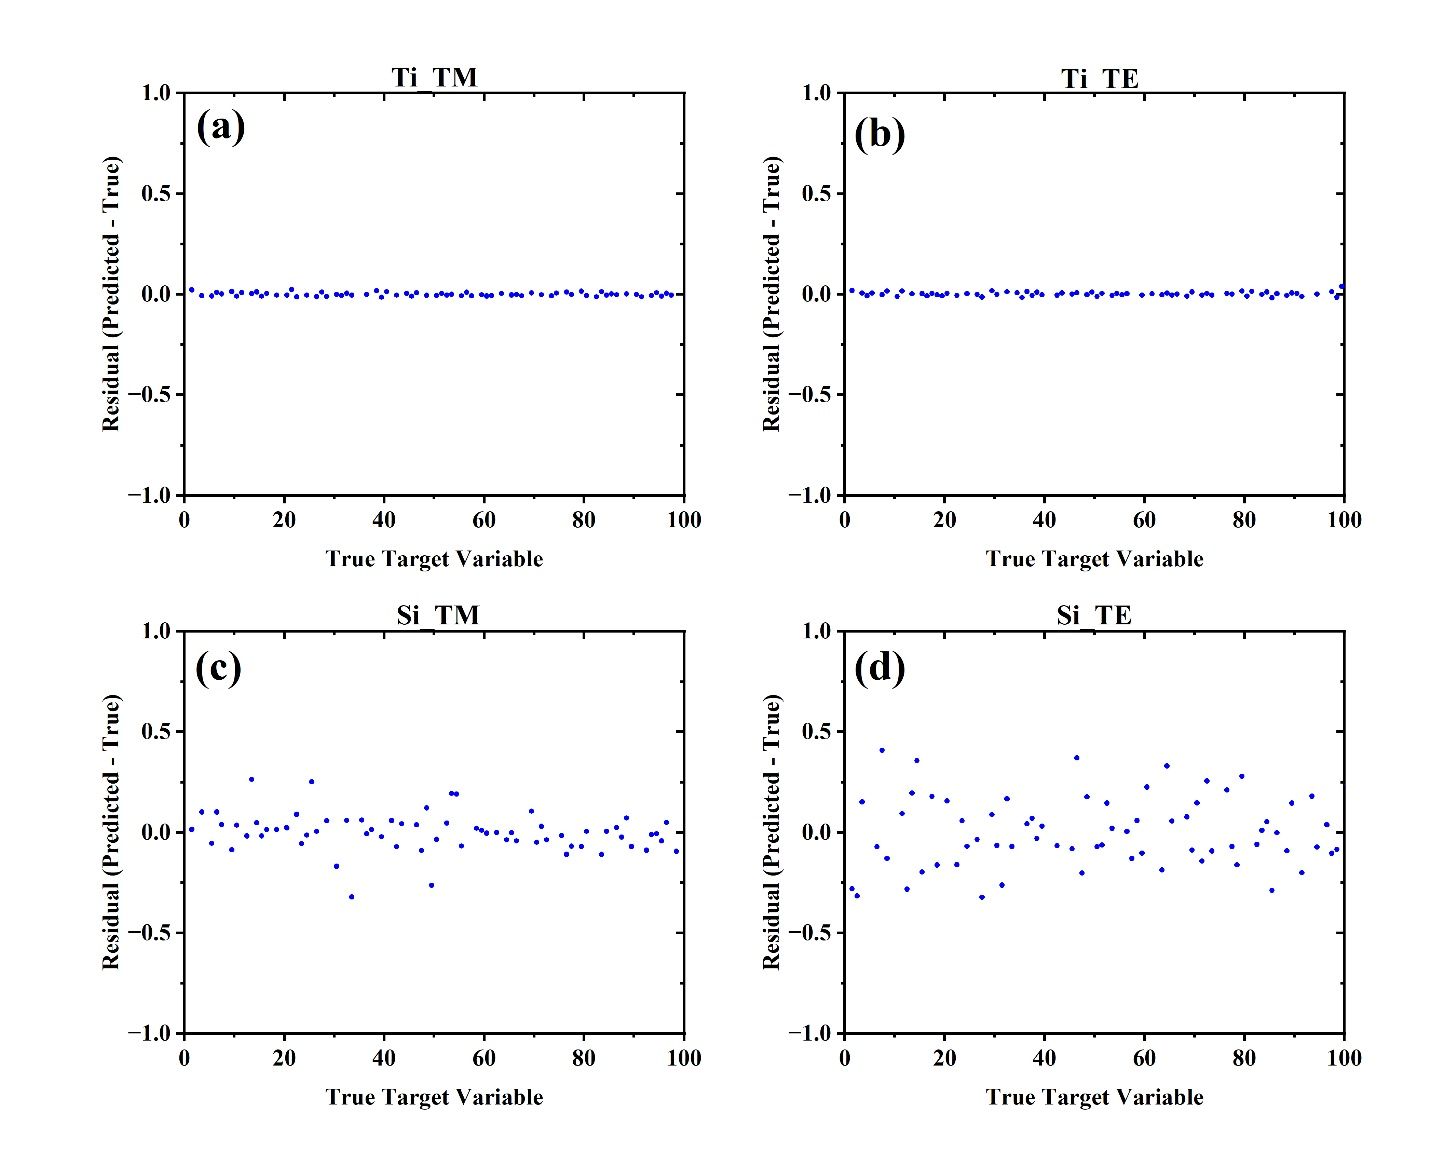 Ti_TM
(a)
1.0
0.5
0.0
−0.5
−1.0
Residual (Predicted - True)
0 20 40 60 80 100
True Target Variable
Ti_TE
(b)
1.0
0.5
0.0
−0.5
−1.0
Residual (Predicted - True)
0 20 40 60 80 100
True Target Variable
Si_TM
(c)
1.0
0.5
0.0
−0.5
−1.0
Residual (Predicted - True)
0 20 40 60 80 100
True Target Variable
Si_TE
(d)
1.0
0.5
0.0
−0.5
−1.0
Residual (Predicted - True)
0 20 40 60 80 100
True Target Variable